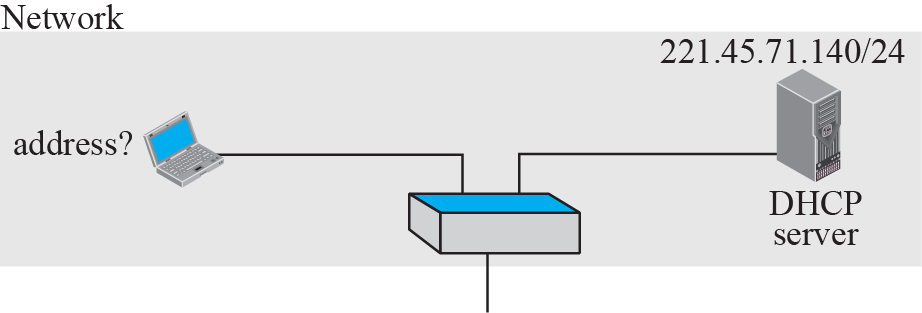 Network
221.45.71.140/24
address?
DHCP
server